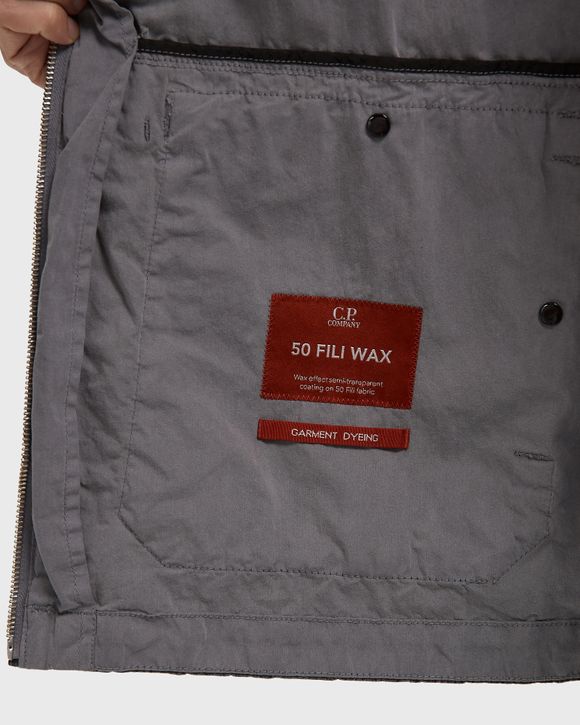 C.P.
COMPANY
50 FILI WAX
Wax effect semi-transparent
coating on 50 Fili fabric
GARMENT DYEING